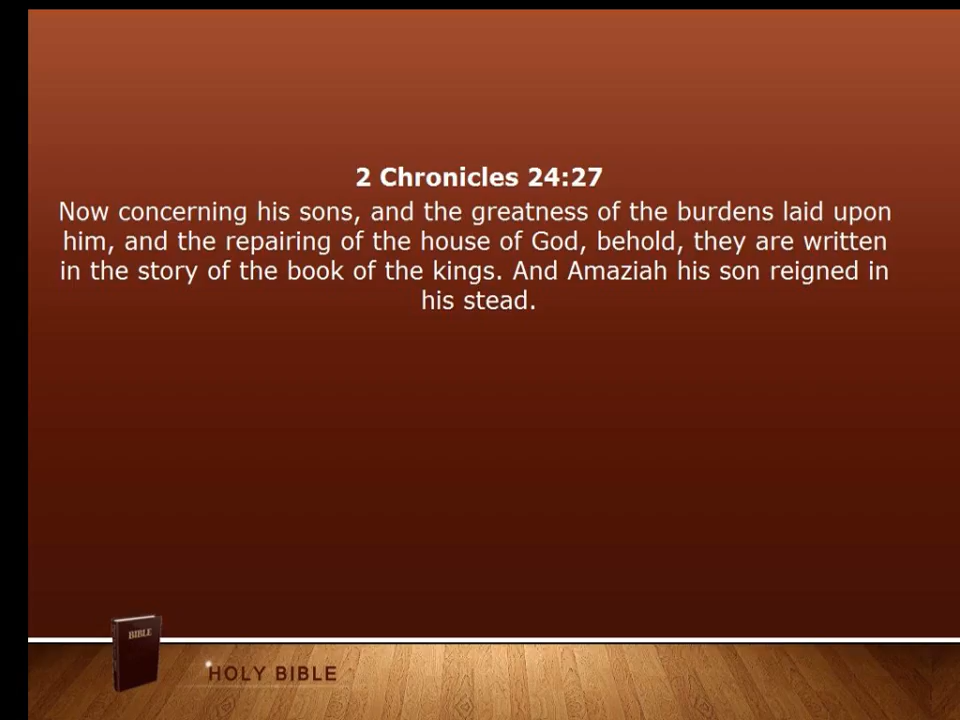 2 Chronicles 24:27
Now concerning his sons, and the greatness of the burdens laid upon
him, and the repairing of the house of God, behold, they are written
in the story of the book of the kings. And Amaziah his son reigned in
his stead.
BIBLE
HOLY BIBLE